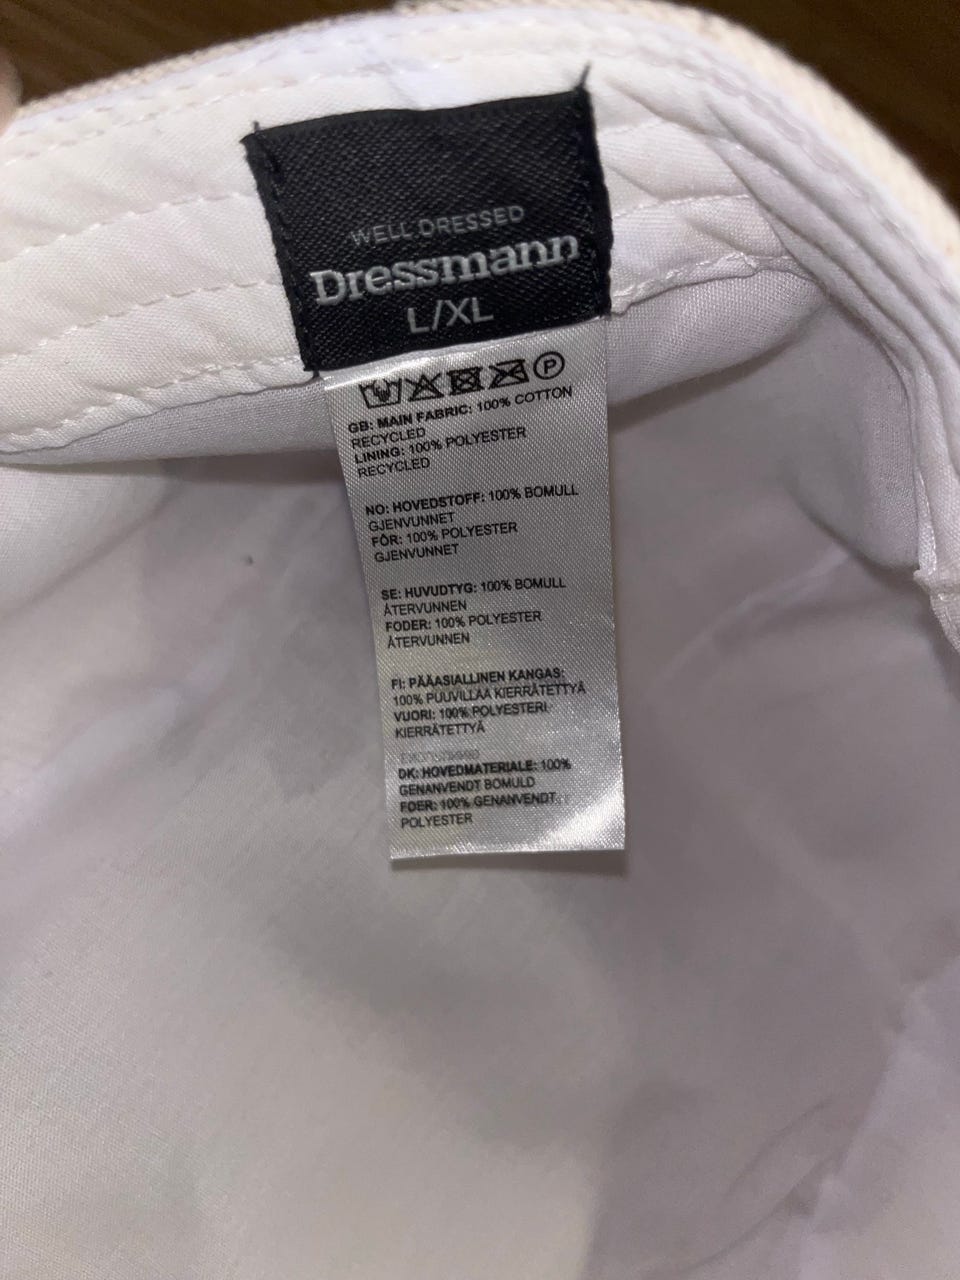 WELL DRESSED
Dressmann
L/XL
P
GB: MAIN FABRIC: 100% COTTON
RECYCLED
LINING: 100% POLYESTER
RECYCLED
NO: HOVEDSTOFF: 100% BOMULL
GJENVUNNET
FÔR: 100% POLYESTER
GJENVUNNET
SE: HUVUDTYG: 100% BOMULL
ÅTERVUNNEN
FODER: 100% POLYESTER
ÅTERVUNNEN
FI: PÄÄASIALLINEN KANGAS:
100% PUUVILLAA KIERRÄTETTYÄ
VUORI: 100% POLYESTERI
KIERRÄTETTYÄ
DK: HOVEDMATERIALE: 100%
GENANVENDT BOMULD
FOER: 100% GENANVENDT
POLYESTER